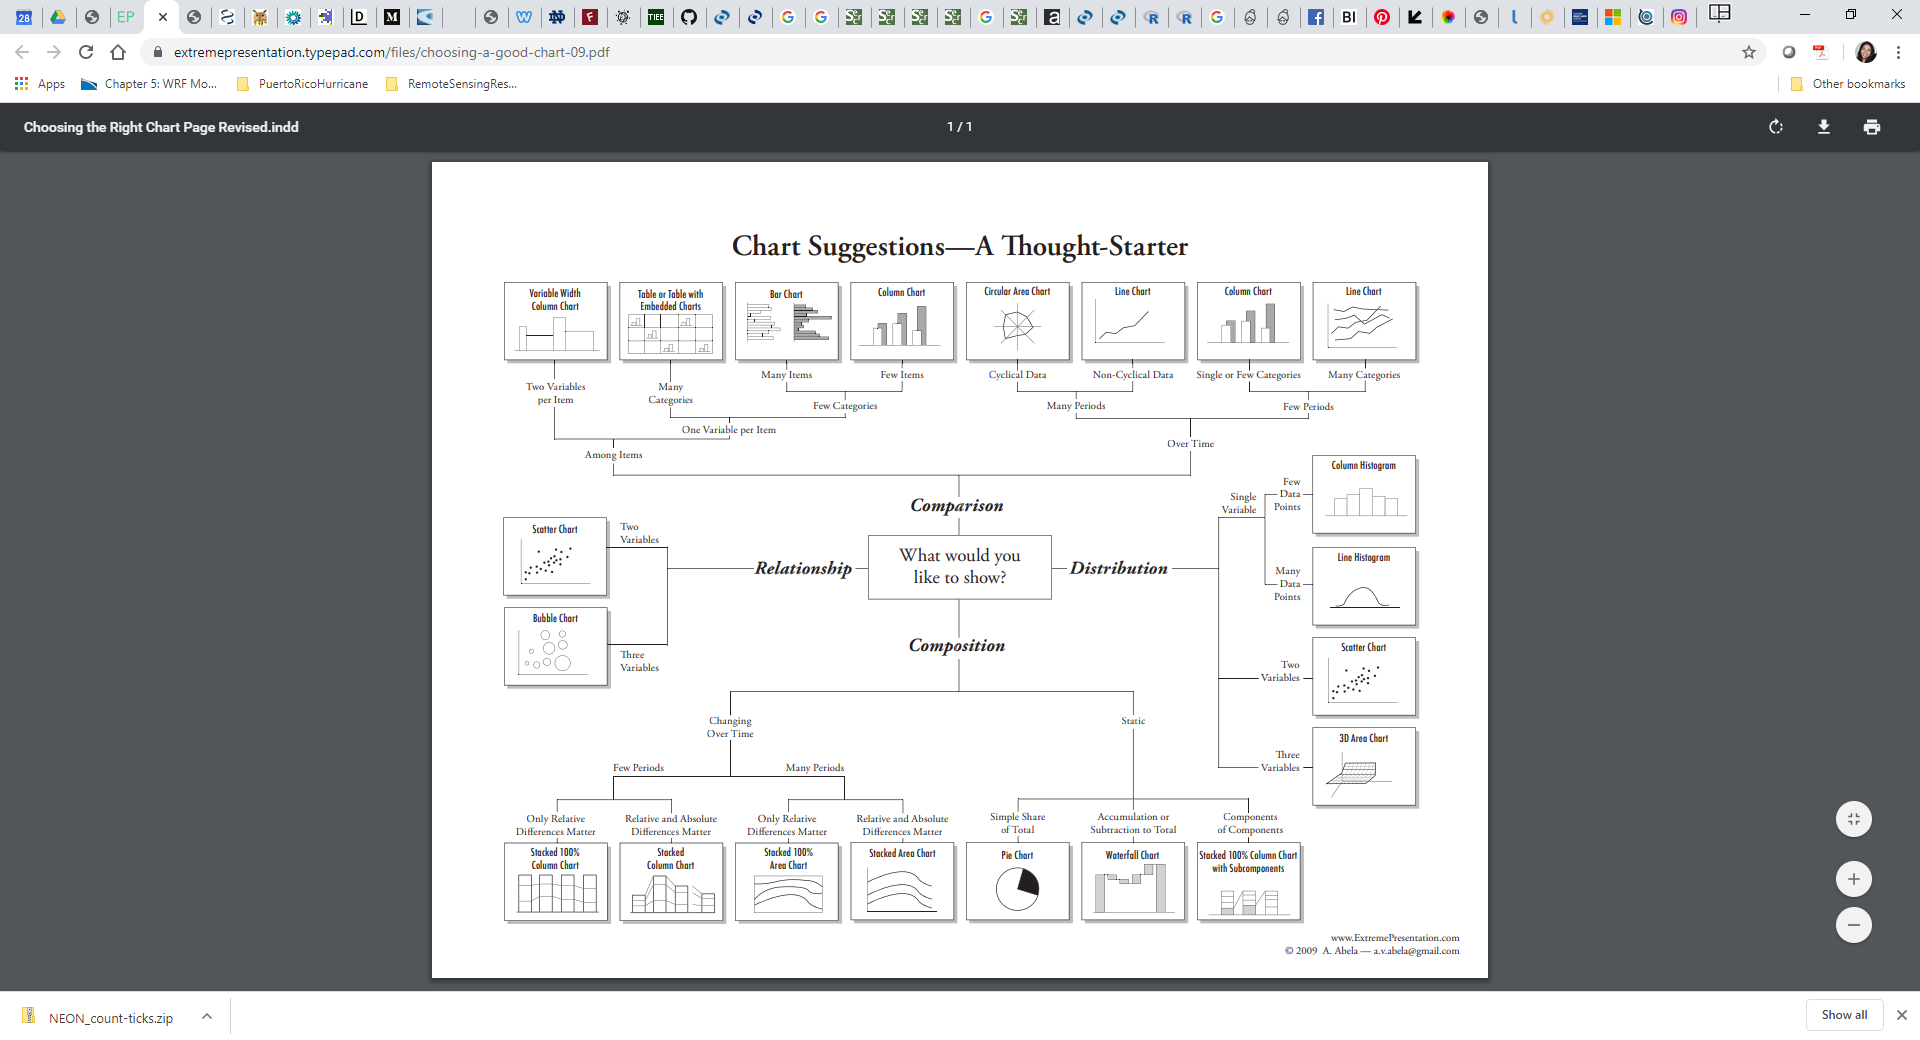 28
EP
D
M
W
F
TIEE
G
G
G
a
R
R
G
BI
extremepresentation.typepad.com/files/choosing-a-good-chart-09.pdf
Apps
Chapter 5: WRF Mo...
PuertoRicoHurricane
RemoteSensingRes...
Other bookmarks
Choosing the Right Chart Page Revised.indd
1 / 1
Chart Suggestions—A Thought-Starter
Variable Width
Column Chart
Table or Table with
Embedded Charts
Bar Chart
Column Chart
Circular Area Chart
Line Chart
Column Chart
Line Chart
Two Variables
per Item
Many
Categories
Many Items
Few Items
Cyclical Data
Non-Cyclical Data
Single or Few Categories
Many Categories
Few Categories
Many Periods
Few Periods
One Variable per Item
Over Time
Among Items
Comparison
What would you
like to show?
Relationship
Two
Variables
Scatter Chart
Three
Variables
Bubble Chart
Distribution
Single
Variable
Few
Data
Points
Column Histogram
Many
Data
Points
Line Histogram
Two
Variables
Scatter Chart
Three
Variables
3D Area Chart
Composition
Changing
Over Time
Static
Few Periods
Many Periods
Only Relative
Differences Matter
Relative and Absolute
Differences Matter
Only Relative
Differences Matter
Relative and Absolute
Differences Matter
Simple Share
of Total
Accumulation or
Subtraction to Total
Components
of Components
Stacked 100%
Column Chart
Stacked
Column Chart
Stacked 100%
Area Chart
Stacked Area Chart
Pie Chart
Waterfall Chart
Stacked 100% Column Chart
with Subcomponents
www.ExtremePresentation.com
© 2009 A. Abela — a.v.abela@gmail.com
NEON_count-ticks.zip
Show all